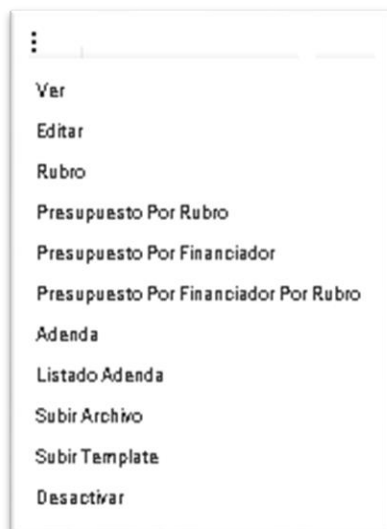 Ver
Editar
Rubro
Presupuesto Por Rubro
Presupuesto Por Financiador
Presupuesto Por Financiador Por Rubro
Adenda
Listado Adenda
Subir Archivo
Subir Template
Desactivar